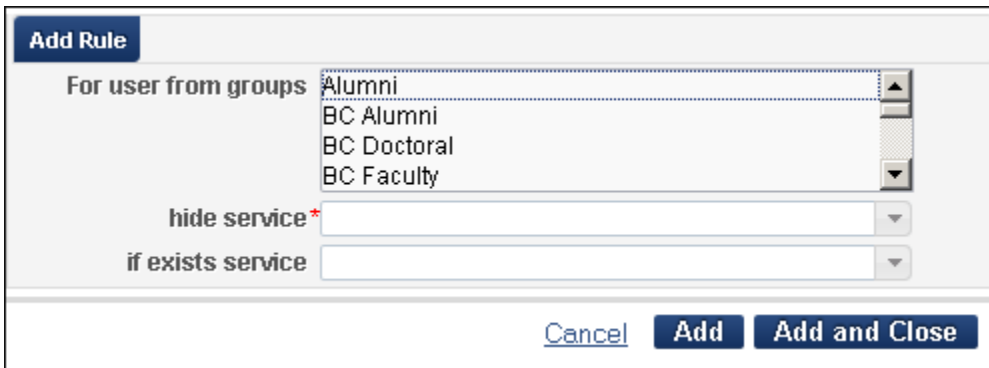 Add Rule
For user from groups Alumni
BC Alumni
BC Doctoral
BC Faculty
hide service*
if exists service
Cancel Add Add and Close